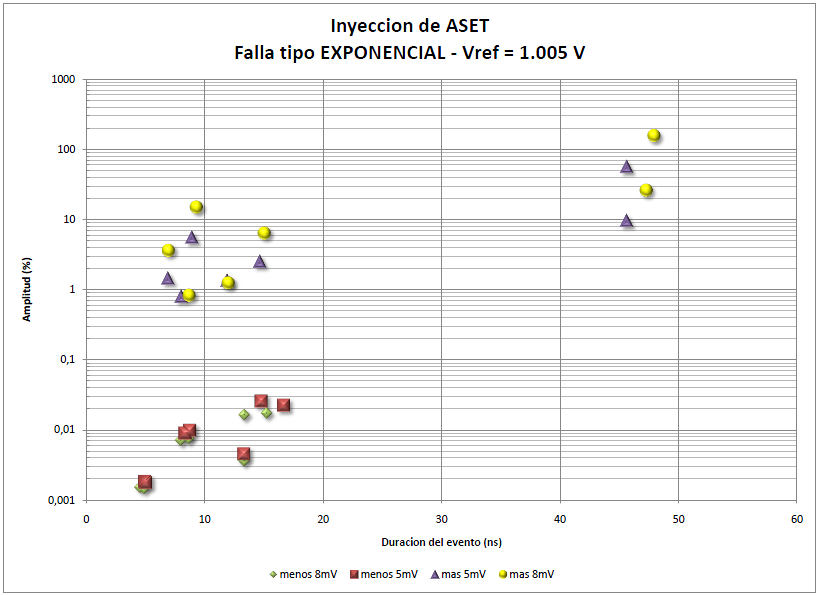 Inyeccion de ASET
Falla tipo EXPONENCIAL - Vref = 1.005 V
1000
100
10
1
0,1
0,01
0,001
Amplitud (%)
0 10 20 30 40 50 60
Duracion del evento (ns)
menos 8mV menos 5mV mas 5mV mas 8mV